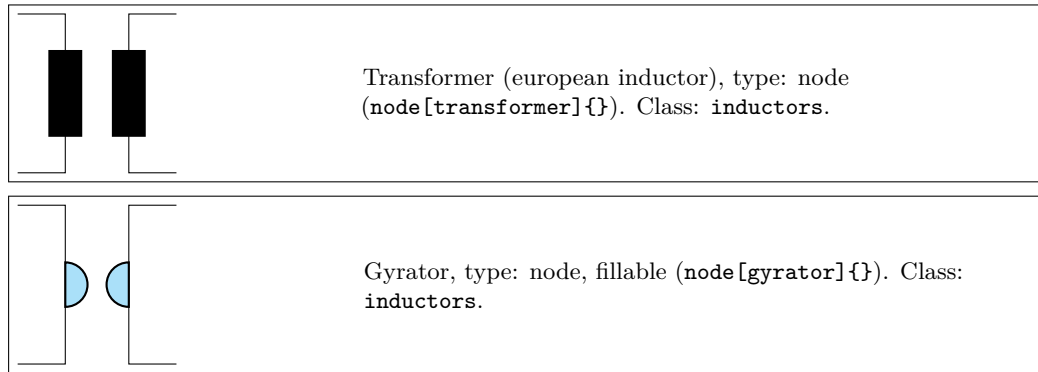 Transformer (european inductor), type: node
(node[transformer]{}). Class: inductors.
Gyrator, type: node, fillable (node[gyrator]{}). Class:
inductors.